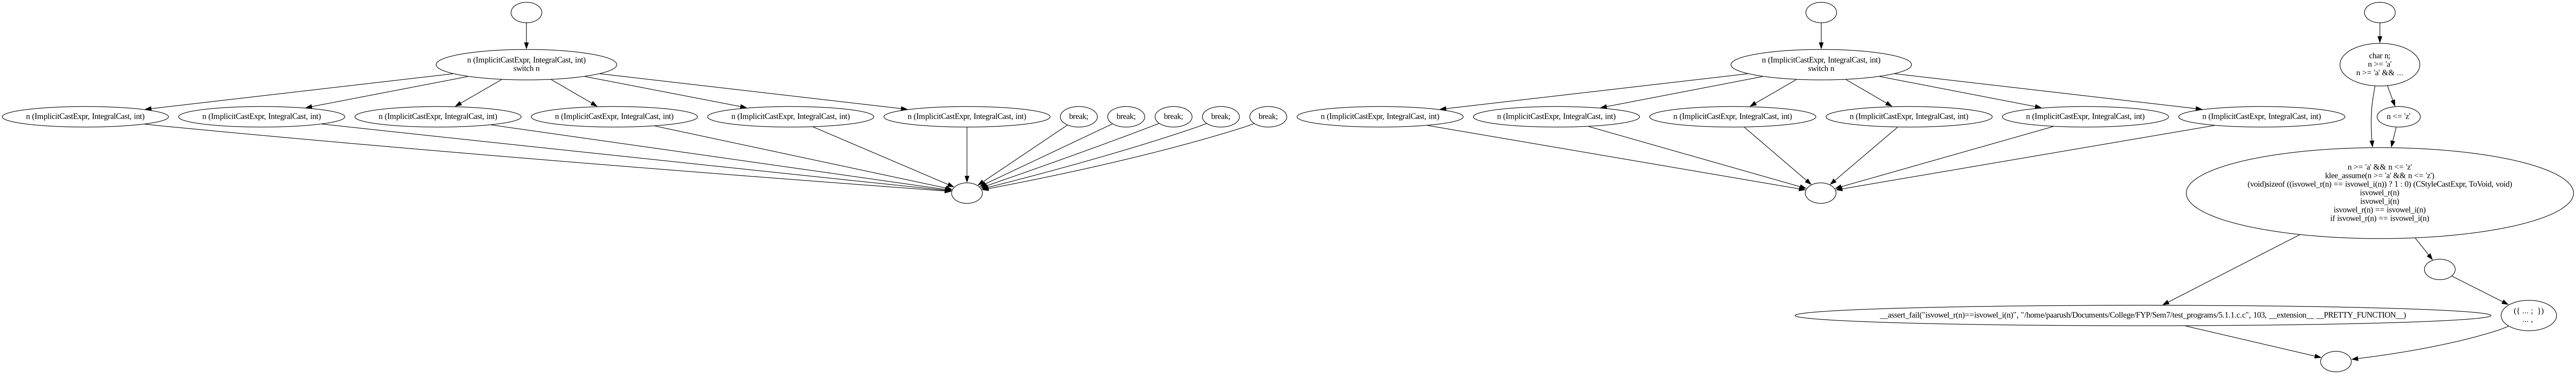 n (ImplicitCastExpr, IntegralCast, int)
switch n
n (ImplicitCastExpr, IntegralCast, int)
n (ImplicitCastExpr, IntegralCast, int)
n (ImplicitCastExpr, IntegralCast, int)
n (ImplicitCastExpr, IntegralCast, int)
n (ImplicitCastExpr, IntegralCast, int)
n (ImplicitCastExpr, IntegralCast, int)
break;
break;
break;
break;
break;
n (ImplicitCastExpr, IntegralCast, int)
switch n
n (ImplicitCastExpr, IntegralCast, int)
n (ImplicitCastExpr, IntegralCast, int)
n (ImplicitCastExpr, IntegralCast, int)
n (ImplicitCastExpr, IntegralCast, int)
n (ImplicitCastExpr, IntegralCast, int)
n (ImplicitCastExpr, IntegralCast, int)
char n;
n >= 'a'
n >= 'a' && ...
n <= 'z'
n >= 'a' && n <= 'z'
klee_assume(n >= 'a' && n <= 'z')
(void)sizeof ((isvowel_r(n) == isvowel_i(n)) ? 1 : 0) (CStyleCastExpr, ToVoid, void)
isvowel_r(n)
isvowel_i(n)
isvowel_r(n) == isvowel_i(n)
if isvowel_r(n) == isvowel_i(n)
__assert_fail("isvowel_r(n)==isvowel_i(n)", "/home/paarush/Documents/College/FYP/Sem7/test_programs/5.1.1.c.c", 103, __extension__ __PRETTY_FUNCTION__)
({ ... ;  })
... ,